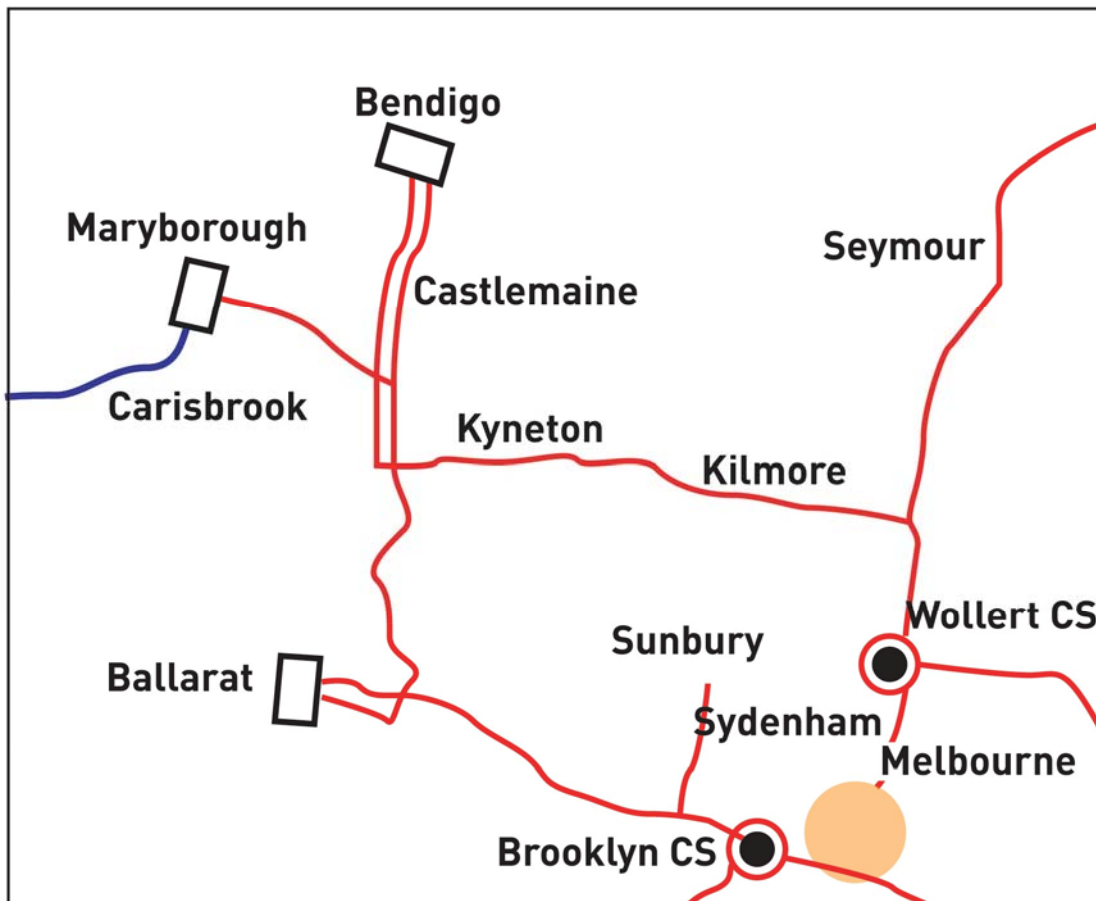 Bendigo
Maryborough
Seymour
Castlemaine
Carisbrook
Kyneton
Kilmore
Wollert CS
Sunbury
Ballarat
Sydenham
Melbourne
Brooklyn CS